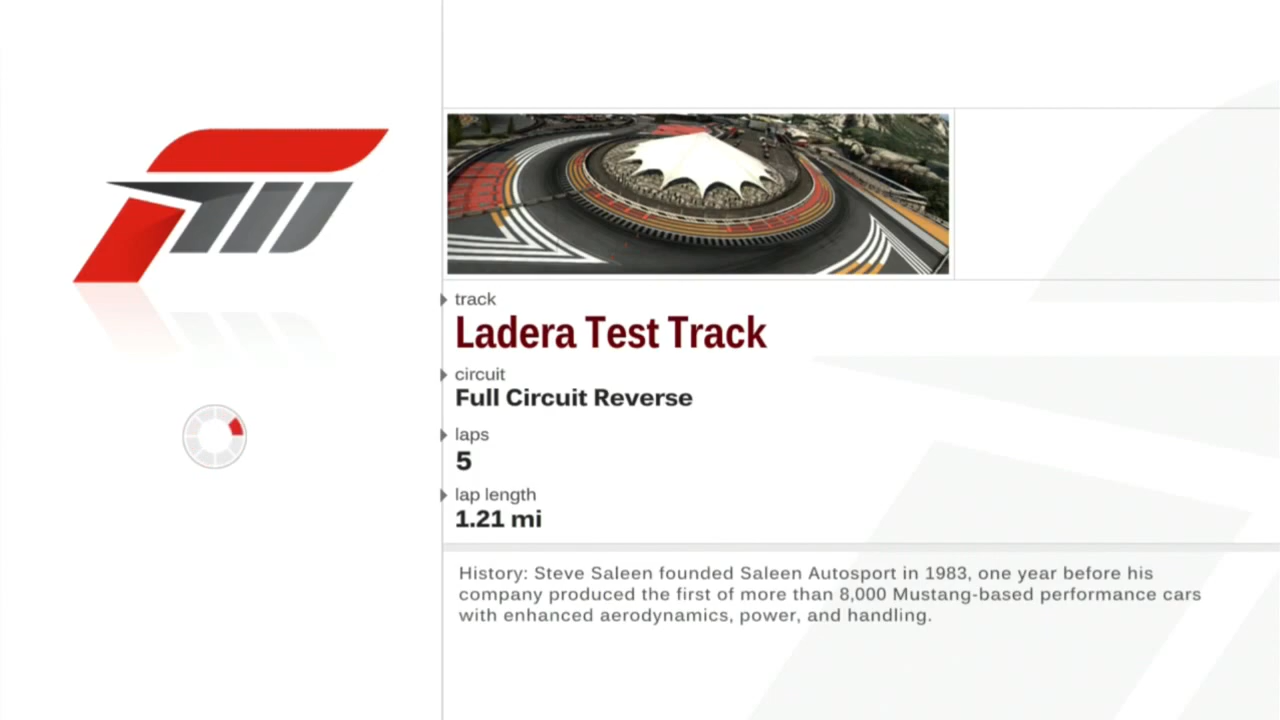 track
Ladera Test Track
circuit
Full Circuit Reverse
laps
5
lap length
1.21 mi
History: Steve Saleen founded Saleen Autosport in 1983, one year before his
company produced the first of more than 8,000 Mustang-based performance cars
with enhanced aerodynamics, power, and handling.